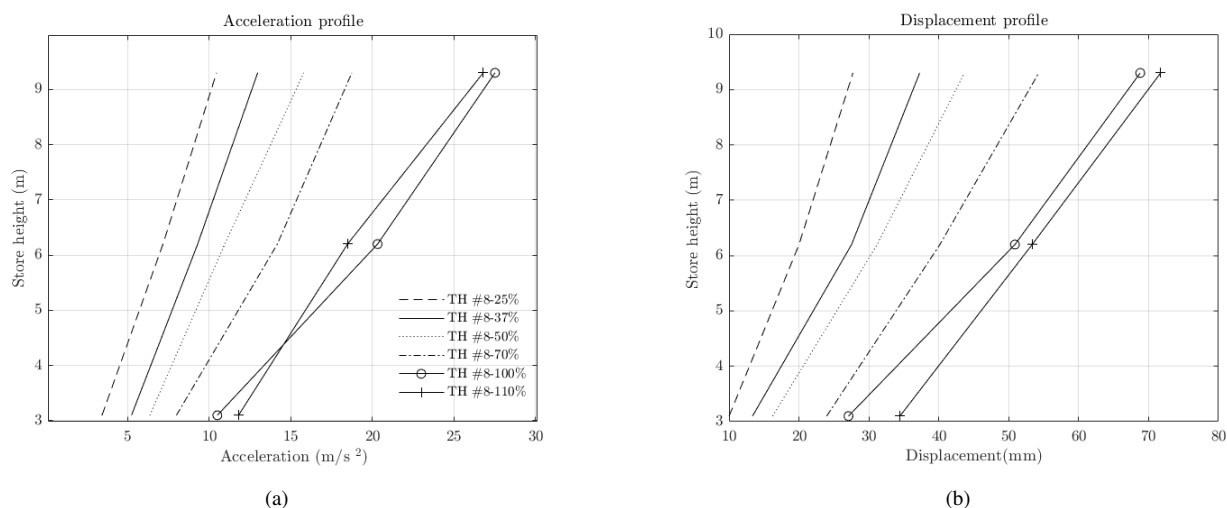 Acceleration profile
Store height (m)
9
8
7
6
5
4
3
5
10
15
20
25
30
Acceleration (m/s ²)
TH #8-25%
TH #8-37%
TH #8-50%
TH #8-70%
TH #8-100%
TH #8-110%
(a)
Displacement profile
Store height (m)
10
9
8
7
6
5
4
3
10
20
30
40
50
60
70
80
Displacement(mm)
(b)